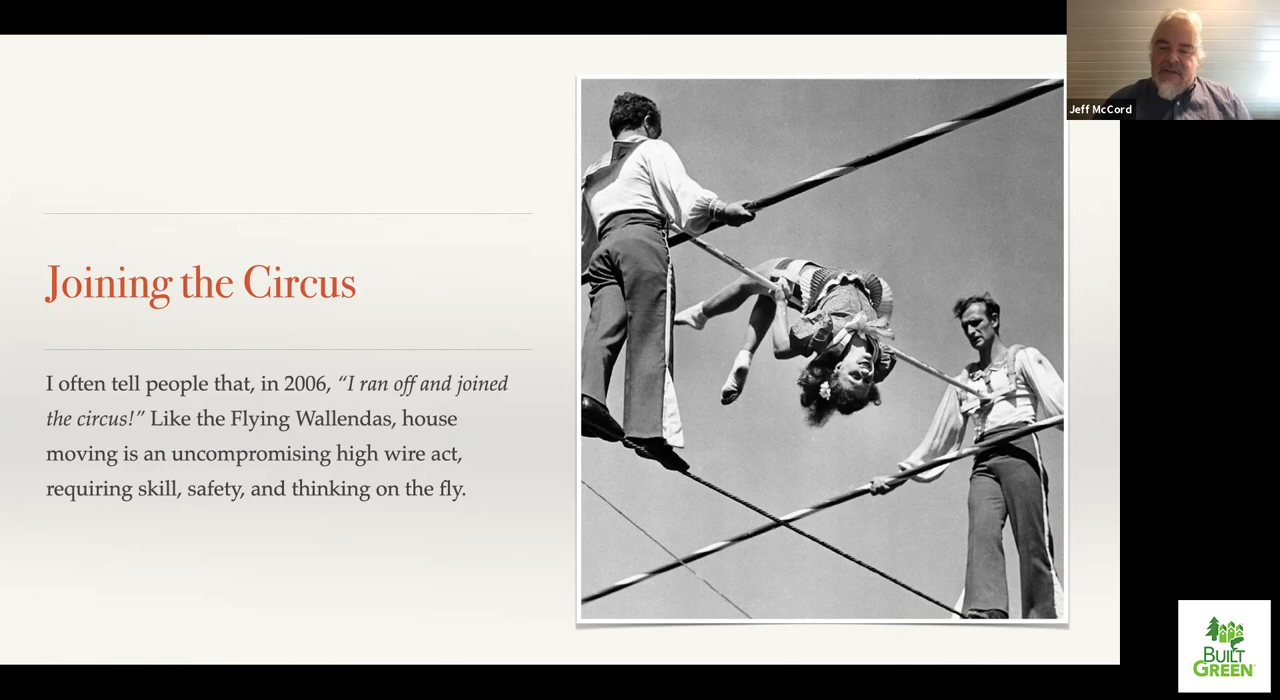 Jeff McCord
Joining the Circus
I often tell people that, in 2006, “I ran off and joined
the circus!” Like the Flying Wallendas, house
moving is an uncompromising high wire act,
requiring skill, safety, and thinking on the fly.
BUILT
GREEN